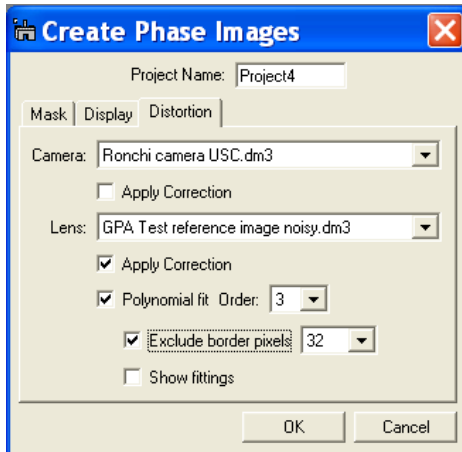 Create Phase Images
Project Name: Project4
Mask Display Distortion
Camera: Ronchi camera USC.dm3
Apply Correction
Lens: GPA Test reference image noisy.dm3
Apply Correction
Polynomial fit Order: 3
Exclude border pixels 32
Show fittings
OK Cancel